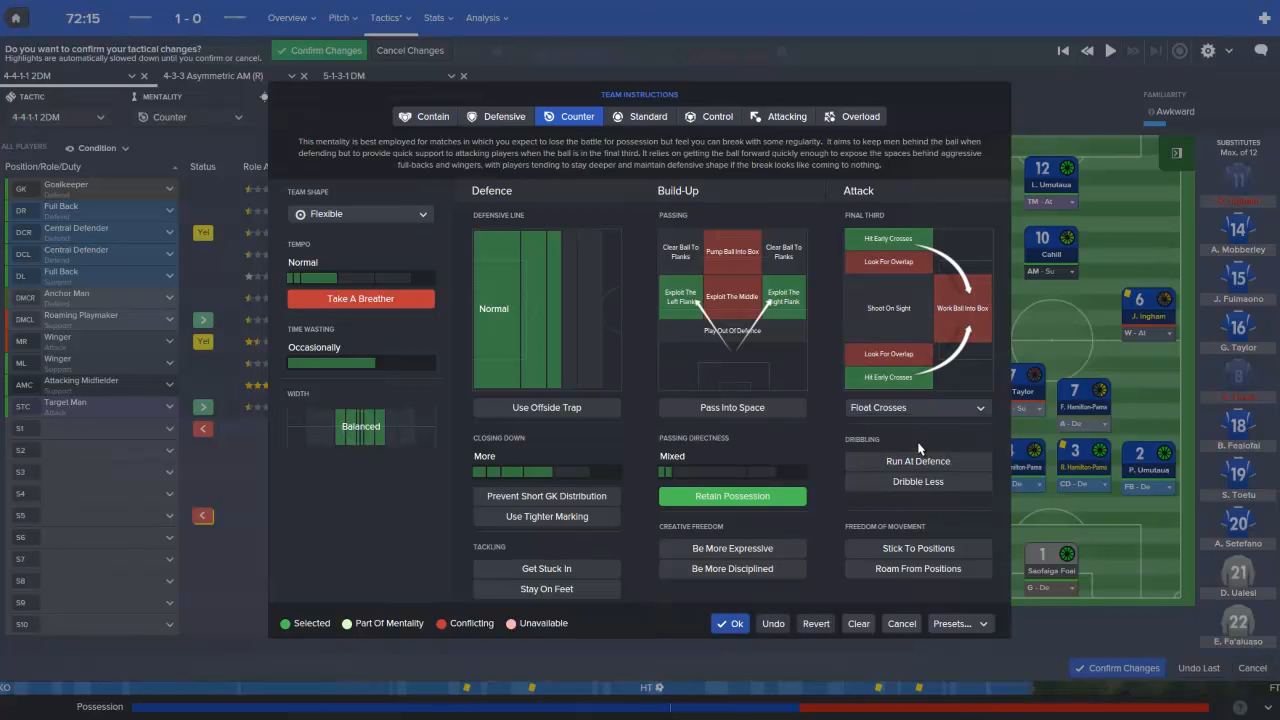 72:15
1 - 0
Overview
Pitch
Tactics*
Stats
Analysis
Do you want to confirm your tactical changes?
Highlights are automatically slowed down until you confirm or cancel.
Confirm Changes
Cancel Changes
4-4-1-1 2DM
4-3-3 Asymmetric AM (R)
5-1-3-1 DM
TACTIC
MENTALITY
4-4-1-1 2DM
Counter
FAMILIARITY
Awkward
ALL PLAYERS
Condition
Position/Role/Duty
Status
Role A
GK
Goalkeeper
Defend
DR
Full Back
Defend
DCR
Central Defender
Defend
Yel
DCL
Central Defender
Defend
DL
Full Back
Support
DMCR
Anchor Man
Defend
DMCL
Roaming Playmaker
Support
MR
Winger
Attack
Yel
ML
Winger
Support
AMC
Attacking Midfielder
Support
STC
Target Man
Attack
S1
S2
S3
S4
S5
S6
S7
S8
S9
S10
TEAM INSTRUCTIONS
Contain
Defensive
Counter
Standard
Control
Attacking
Overload
This mentality is best employed for matches in which you expect to lose the battle for possession but feel you can break with some regularity. It aims to keep men behind the ball when
defending but to provide quick support to attacking players when the ball is in the final third. It relies on getting the ball forward quickly enough to expose the spaces behind aggressive
full-backs and wingers, with players tending to stay deeper and maintain defensive shape if the break looks like coming to nothing.
TEAM SHAPE
Flexible
TEMPO
Normal
Take A Breather
TIME WASTING
Occasionally
WIDTH
Balanced
Defence
DEFENSIVE LINE
Normal
Use Offside Trap
CLOSING DOWN
More
Prevent Short GK Distribution
Use Tighter Marking
TACKLING
Get Stuck In
Stay On Feet
Build-Up
PASSING
Clear Ball To
Flanks
Pump Ball Into Box
Clear Ball To
Flanks
Exploit The
Left Flank
Exploit The Middle
Exploit The
Right Flank
Play Out Of Defence
Pass Into Space
PASSING DIRECTNESS
Mixed
Retain Possession
CREATIVE FREEDOM
Be More Expressive
Be More Disciplined
Attack
FINAL THIRD
Hit Early Crosses
Look For Overlap
Shoot On Sight
Work Ball Into Box
Look For Overlap
Hit Early Crosses
Float Crosses
DRIBBLING
Run At Defence
Dribble Less
FREEDOM OF MOVEMENT
Stick To Positions
Roam From Positions
Selected
Part Of Mentality
Conflicting
Unavailable
Ok
Undo
Revert
Clear
Cancel
Presets...
12
L. Umutaua
TM - At
10
Cahill
AM - Su
6
J. Ingham
W - At
7
Taylor
- Su
7
F. Hamilton-Pama
A - De
milton-Pama
- De
3
R. Hamilton-Pama
CD - De
2
P. Umutaua
FB - De
1
Saofaiga Foai
G - De
SUBSTITUTES
Max. of 12
11
14
A. Mobberley
15
J. Fuimaono
16
G. Taylor
8
18
B. Fealofai
19
S. Toetu
20
A. Setefano
21
D. Ualesi
22
E. Fa'aiuaso
Confirm Changes
Undo Last
Cancel
KO
HT
FT
Possession